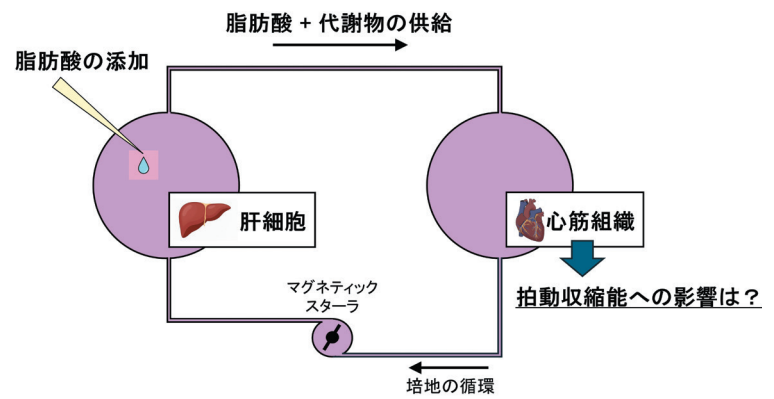 脂肪酸 + 代謝物の供給
脂肪酸の添加
肝細胞
心筋組織
マグネティック
スターラ
拍動収縮能への影響は?
培地の循環